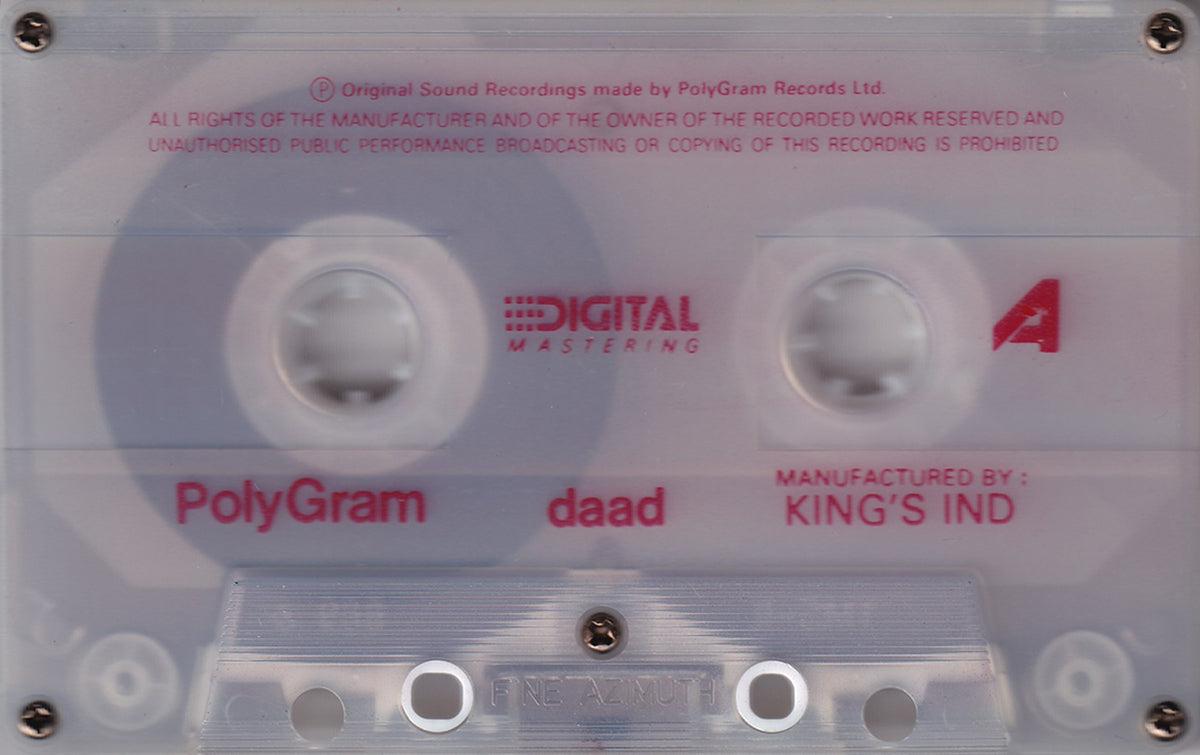 Ⓟ Original Sound Recordings made by PolyGram Records Ltd.
ALL RIGHTS OF THE MANUFACTURER AND OF THE OWNER OF THE RECORDED WORK RESERVED AND
UNAUTHORISED PUBLIC PERFORMANCE BROADCASTING OR COPYING OF THIS RECORDING IS PROHIBITED
DIGITAL
MASTERING
A
PolyGram
daad
MANUFACTURED BY :
KING'S IND
FINE AZIMUTH